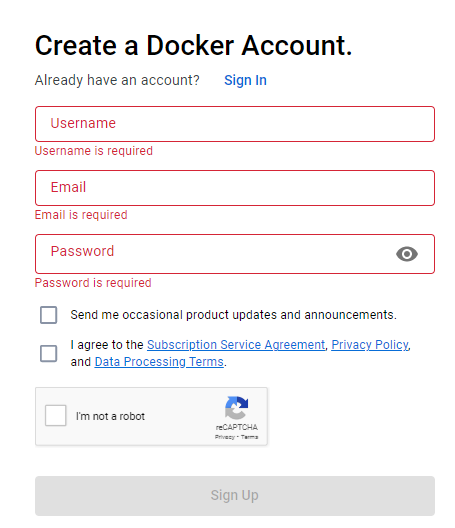 Create a Docker Account.
Already have an account? Sign In
Username
Username is required
Email
Email is required
Password
Password is required
Send me occasional product updates and announcements.
I agree to the Subscription Service Agreement, Privacy Policy,
and Data Processing Terms.
I'm not a robot
reCAPTCHA
Privacy - Terms
Sign Up